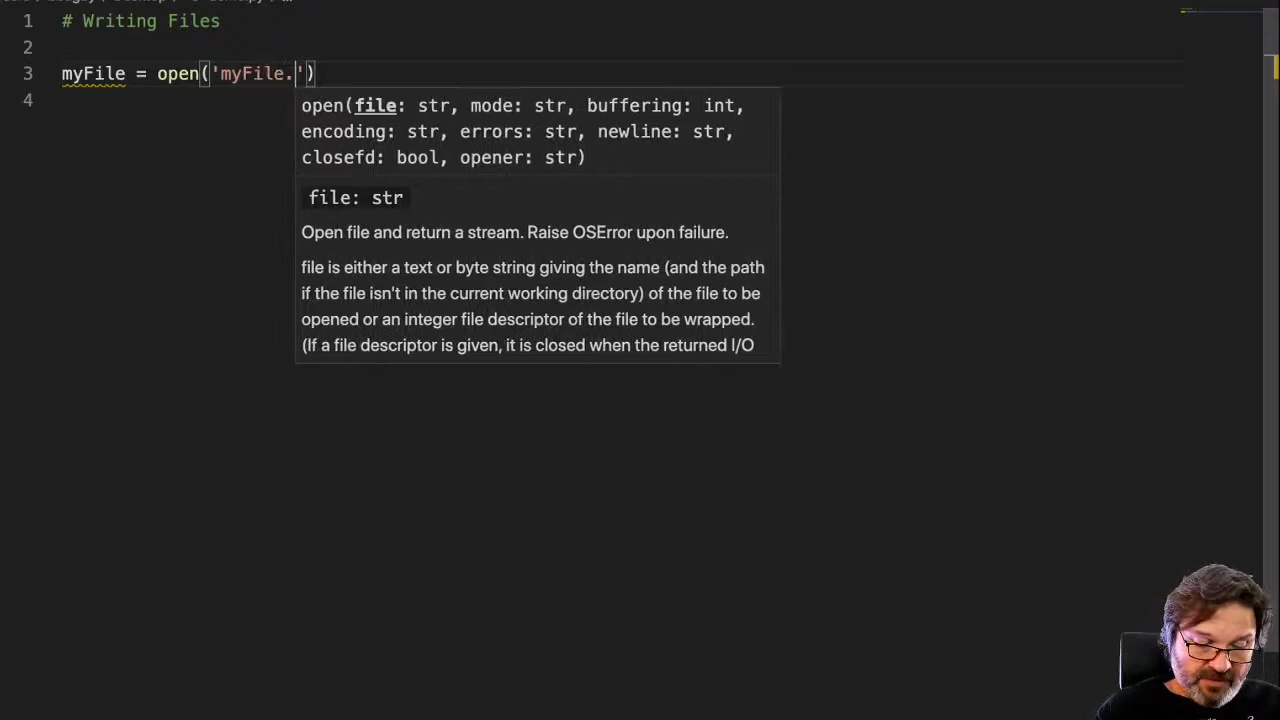 1 # Writing Files
2
3 myFile = open('myFile.')
4
open(file: str, mode: str, buffering: int,
encoding: str, errors: str, newline: str,
closefd: bool, opener: str)
file: str
Open file and return a stream. Raise OSError upon failure.
file is either a text or byte string giving the name (and the path
if the file isn't in the current working directory) of the file to be
opened or an integer file descriptor of the file to be wrapped.
(If a file descriptor is given, it is closed when the returned I/O